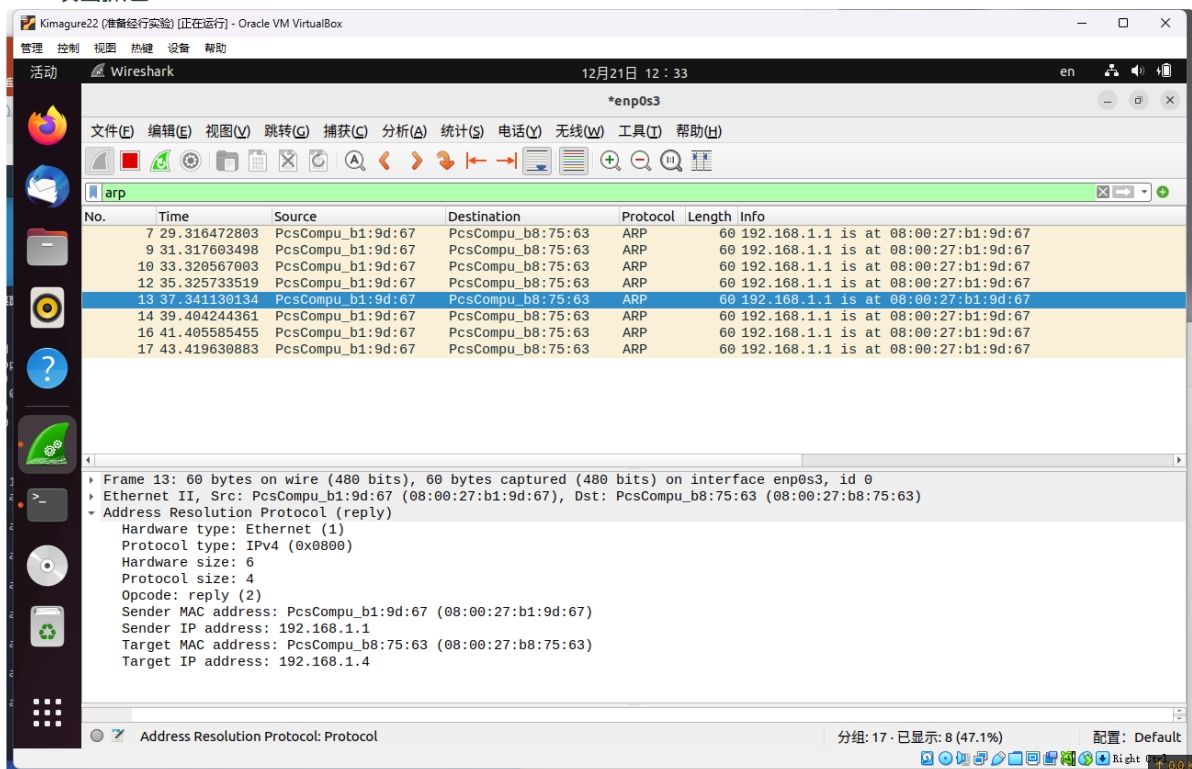 Kimagure22 (准备经行实验) [正在运行] - Oracle VM VirtualBox
管理 控制 视图 热键 设备 帮助
活动 Wireshark 12月21日 12：33 en
*enp0s3
文件(F) 编辑(E) 视图(V) 跳转(G) 捕获(C) 分析(A) 统计(S) 电话(Y) 无线(W) 工具(T) 帮助(H)
arp
No. Time Source Destination Protocol Length Info
7 29.316472803 PcsCompu_b1:9d:67 PcsCompu_b8:75:63 ARP 60 192.168.1.1 is at 08:00:27:b1:9d:67
9 31.317603498 PcsCompu_b1:9d:67 PcsCompu_b8:75:63 ARP 60 192.168.1.1 is at 08:00:27:b1:9d:67
10 33.320567003 PcsCompu_b1:9d:67 PcsCompu_b8:75:63 ARP 60 192.168.1.1 is at 08:00:27:b1:9d:67
12 35.325733519 PcsCompu_b1:9d:67 PcsCompu_b8:75:63 ARP 60 192.168.1.1 is at 08:00:27:b1:9d:67
13 37.341130134 PcsCompu_b1:9d:67 PcsCompu_b8:75:63 ARP 60 192.168.1.1 is at 08:00:27:b1:9d:67
14 39.404244361 PcsCompu_b1:9d:67 PcsCompu_b8:75:63 ARP 60 192.168.1.1 is at 08:00:27:b1:9d:67
16 41.405585455 PcsCompu_b1:9d:67 PcsCompu_b8:75:63 ARP 60 192.168.1.1 is at 08:00:27:b1:9d:67
17 43.419630883 PcsCompu_b1:9d:67 PcsCompu_b8:75:63 ARP 60 192.168.1.1 is at 08:00:27:b1:9d:67
Frame 13: 60 bytes on wire (480 bits), 60 bytes captured (480 bits) on interface enp0s3, id 0
Ethernet II, Src: PcsCompu_b1:9d:67 (08:00:27:b1:9d:67), Dst: PcsCompu_b8:75:63 (08:00:27:b8:75:63)
Address Resolution Protocol (reply)
Hardware type: Ethernet (1)
Protocol type: IPv4 (0x0800)
Hardware size: 6
Protocol size: 4
Opcode: reply (2)
Sender MAC address: PcsCompu_b1:9d:67 (08:00:27:b1:9d:67)
Sender IP address: 192.168.1.1
Target MAC address: PcsCompu_b8:75:63 (08:00:27:b8:75:63)
Target IP address: 192.168.1.4
Address Resolution Protocol: Protocol 分组: 17 · 已显示: 8 (47.1%) 配置: Default
Right